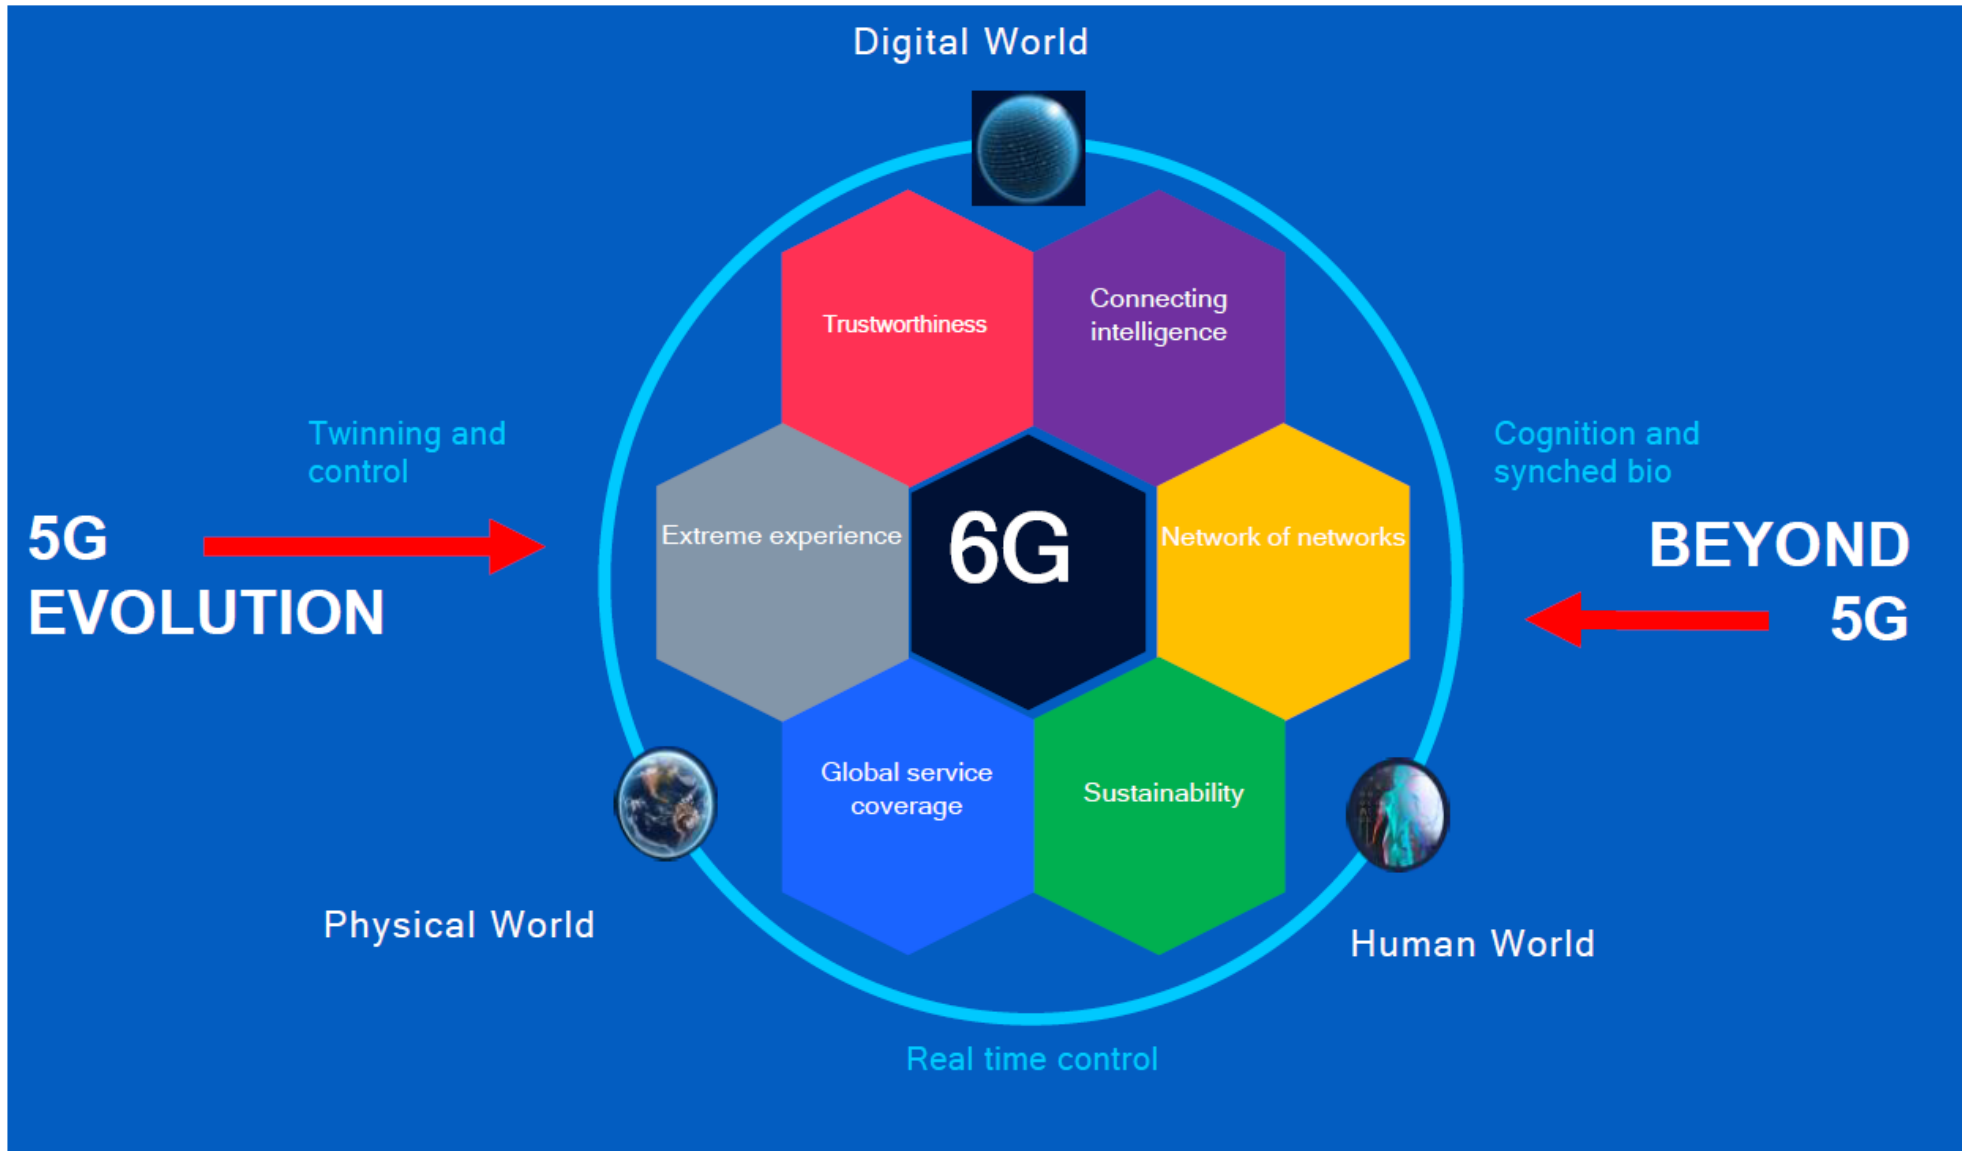 Digital World
Trustworthiness
Connecting
intelligence
Twinning and
control
Cognition and
synched bio
5G
EVOLUTION
Extreme experience
6G
Network of networks
BEYOND
5G
Global service
coverage
Sustainability
Physical World
Human World
Real time control